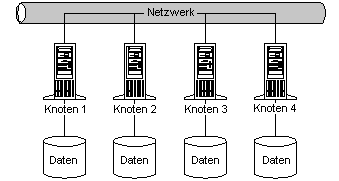 Netzwerk
Knoten 1 Knoten 2 Knoten 3 Knoten 4
Daten Daten Daten Daten